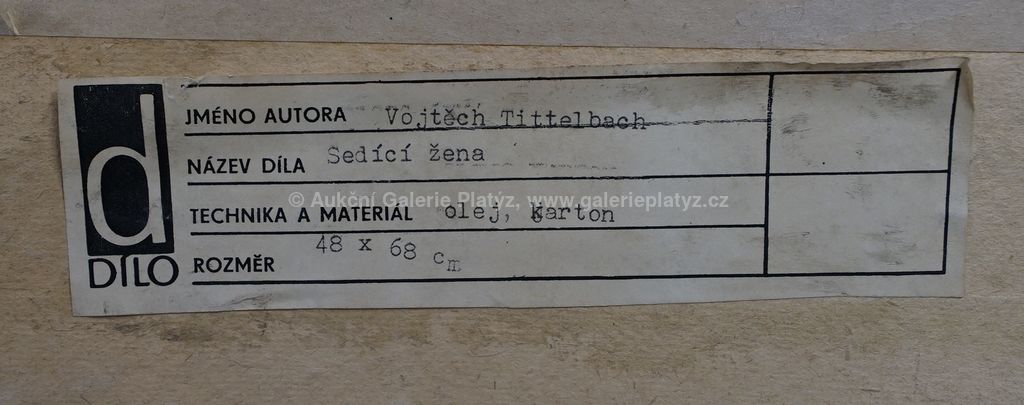 d
DÍLO
JMÉNO AUTORA Vojtěch Tittelbach
NÁZEV DÍLA Sedící žena
© Aukční Galerie Platýz, www.galerieplatyz.cz
TECHNIKA A MATERIÁL olej, karton
ROZMĚR 48 x 68 cm